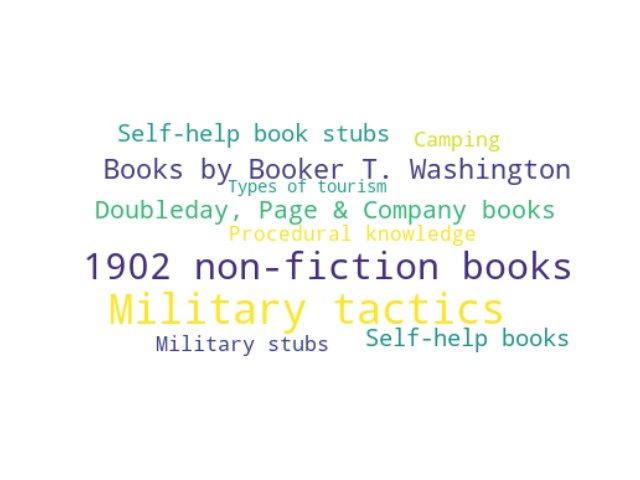 Self-help book stubs
Camping
Books by Booker T. Washington
Types of tourism
Doubleday, Page & Company books
Procedural knowledge
1902 non-fiction books
Military tactics
Military stubs
Self-help books